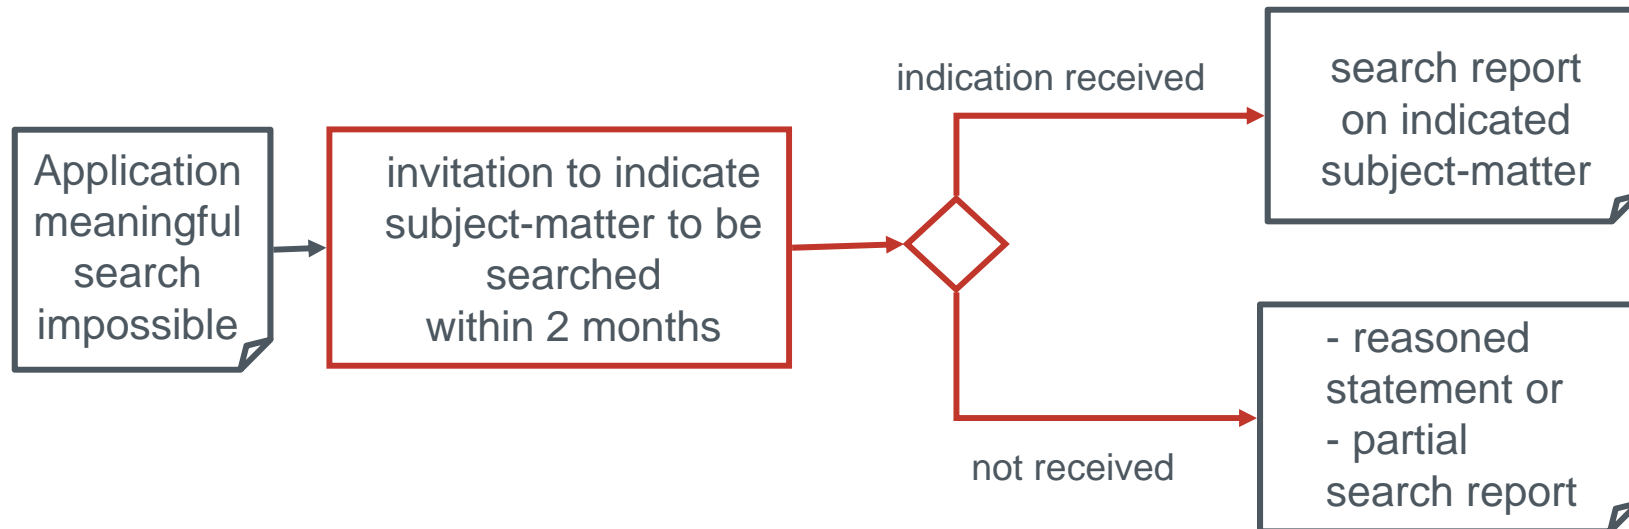 Application
meaningful
search
impossible
invitation to indicate
subject-matter to be
searched
within 2 months
indication received
search report
on indicated
subject-matter
not received
- reasoned
statement or
- partial
search report